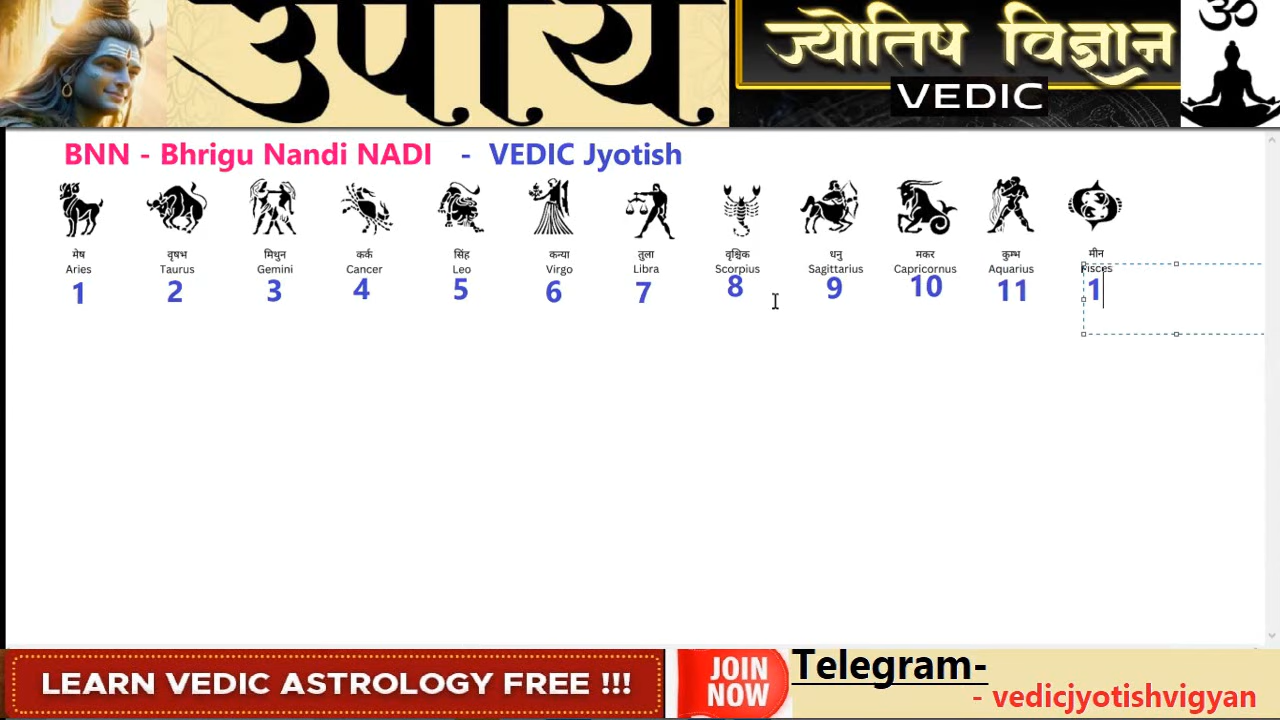 उपाय
ज्योतिष विज्ञान
ॐ
VEDIC
BNN - Bhrigu Nandi NADI - VEDIC Jyotish
मेष वृषभ मिथुन कर्क सिंह कन्या तुला वृश्चिक धनु मकर कुम्भ मीन
Aries Taurus Gemini Cancer Leo Virgo Libra Scorpius Sagittarius Capricornus Aquarius Pisces
1 2 3 4 5 6 7 8 9 10 11 1
LEARN VEDIC ASTROLOGY FREE !!!
JOIN
NOW
Telegram-
- vedicjyotishvigyan